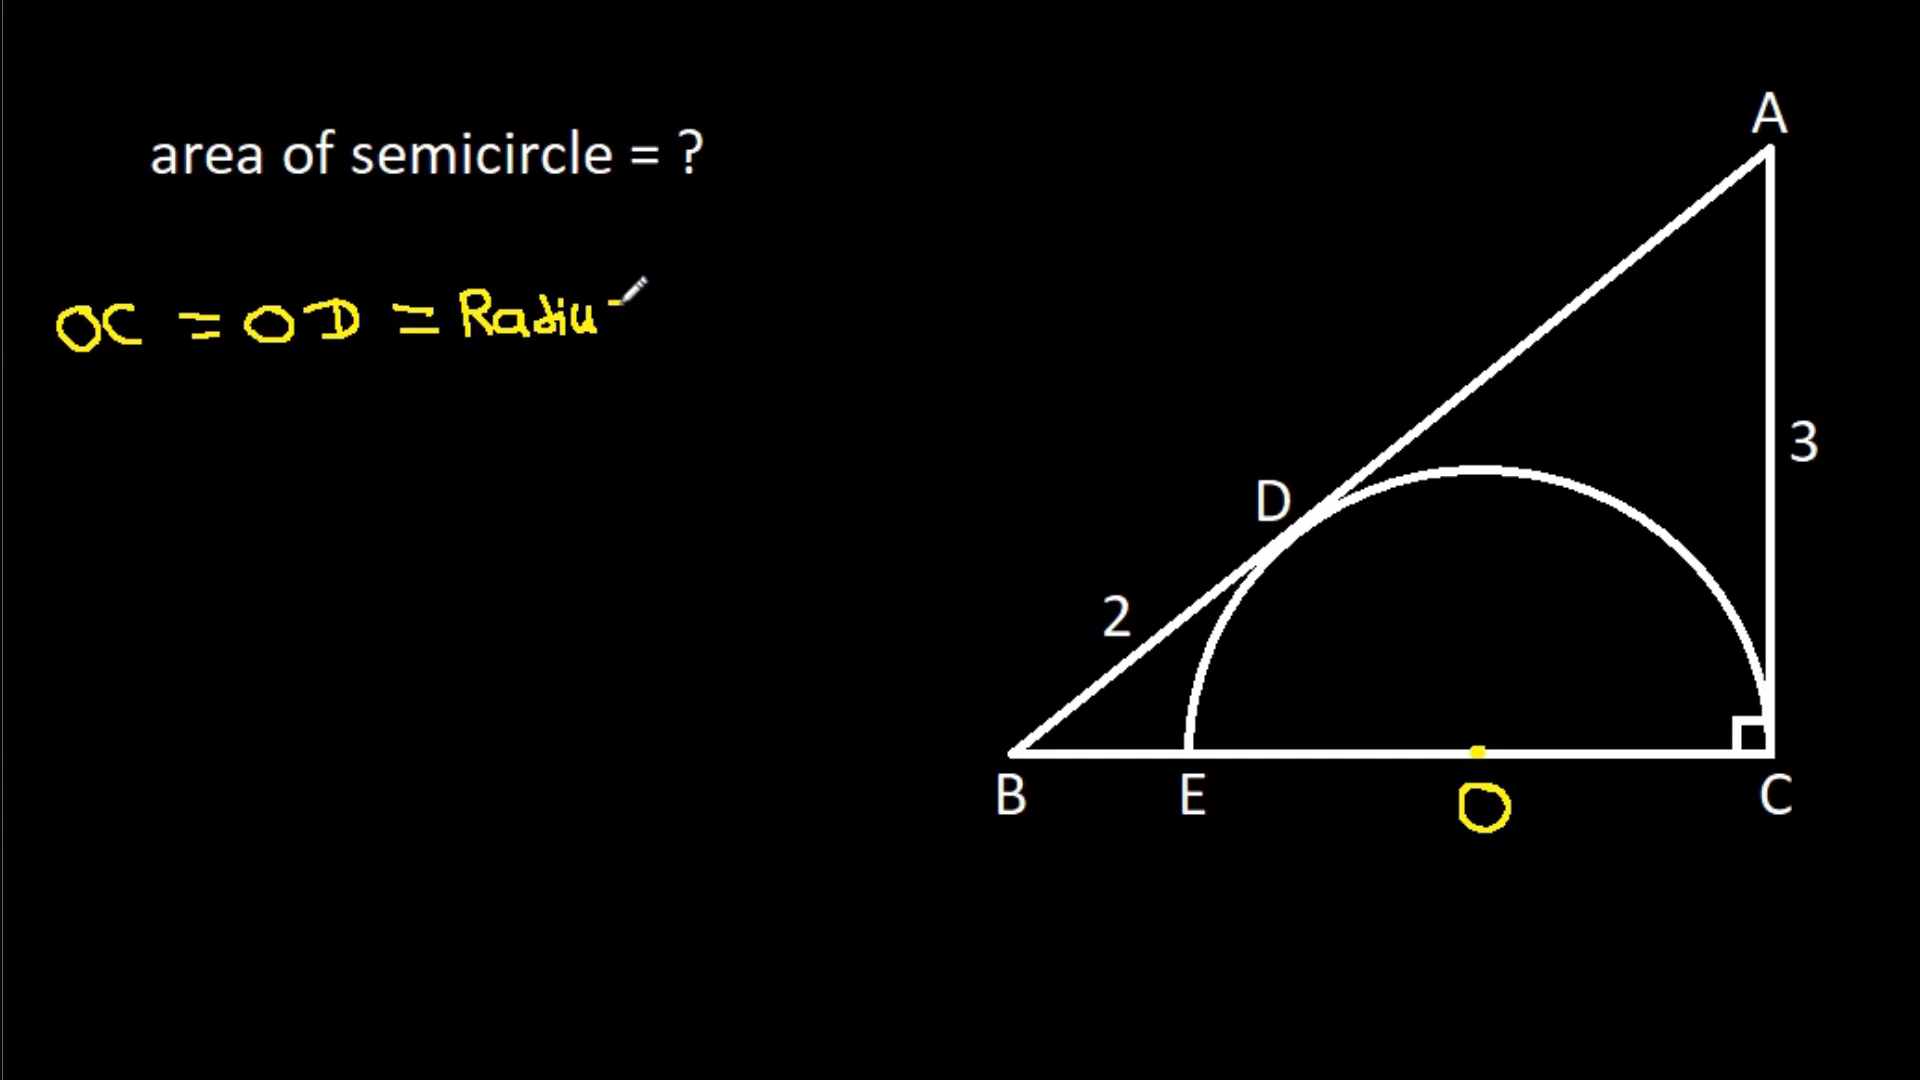 area of semicircle = ?
OC = OD = Radiu
A
3
D
2
B E O C